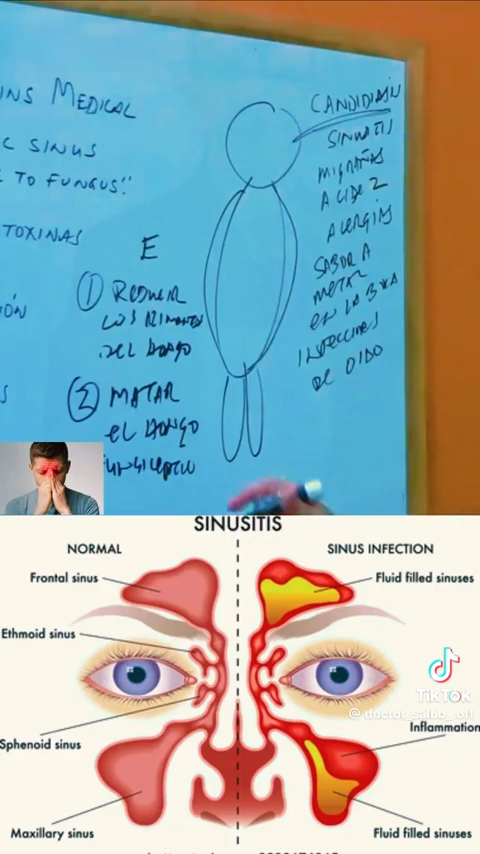 INS MEDICAL
C SINUS
TO FUNGUS"
TOXINAS
IÓN
S
E
① REDUCIR
LOS ALIMENTOS
DEL HONGO
② MATAR
EL HONGO
CANDIDIASIS
SINUSITIS
MIGRAÑAS
ACIDEZ
ALERGIAS
SABOR A
METAL
EN LA BOCA
INFECCIONES
DE OIDO
SINUSITIS
NORMAL
SINUS INFECTION
Frontal sinus
Fluid filled sinuses
Ethmoid sinus
TikTok
Inflammation
Sphenoid sinus
Maxillary sinus
Fluid filled sinuses